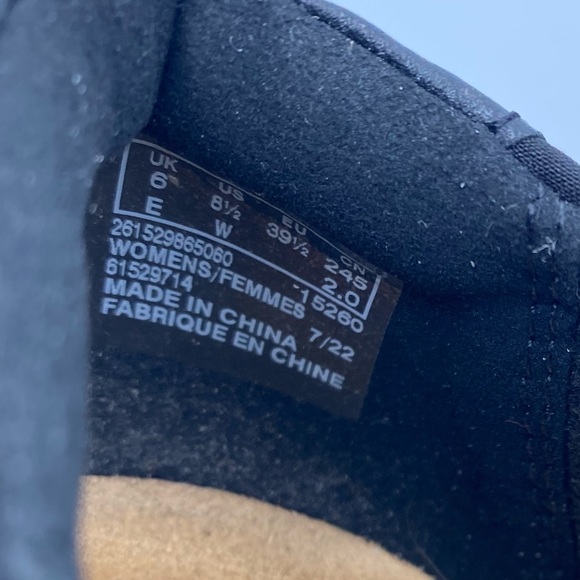 UK US EU CN
6 8½ 39½ 245
E W 2.0
261529865060 -15260
WOMENS/FEMMES
61529714 7/22
MADE IN CHINA
FABRIQUE EN CHINE